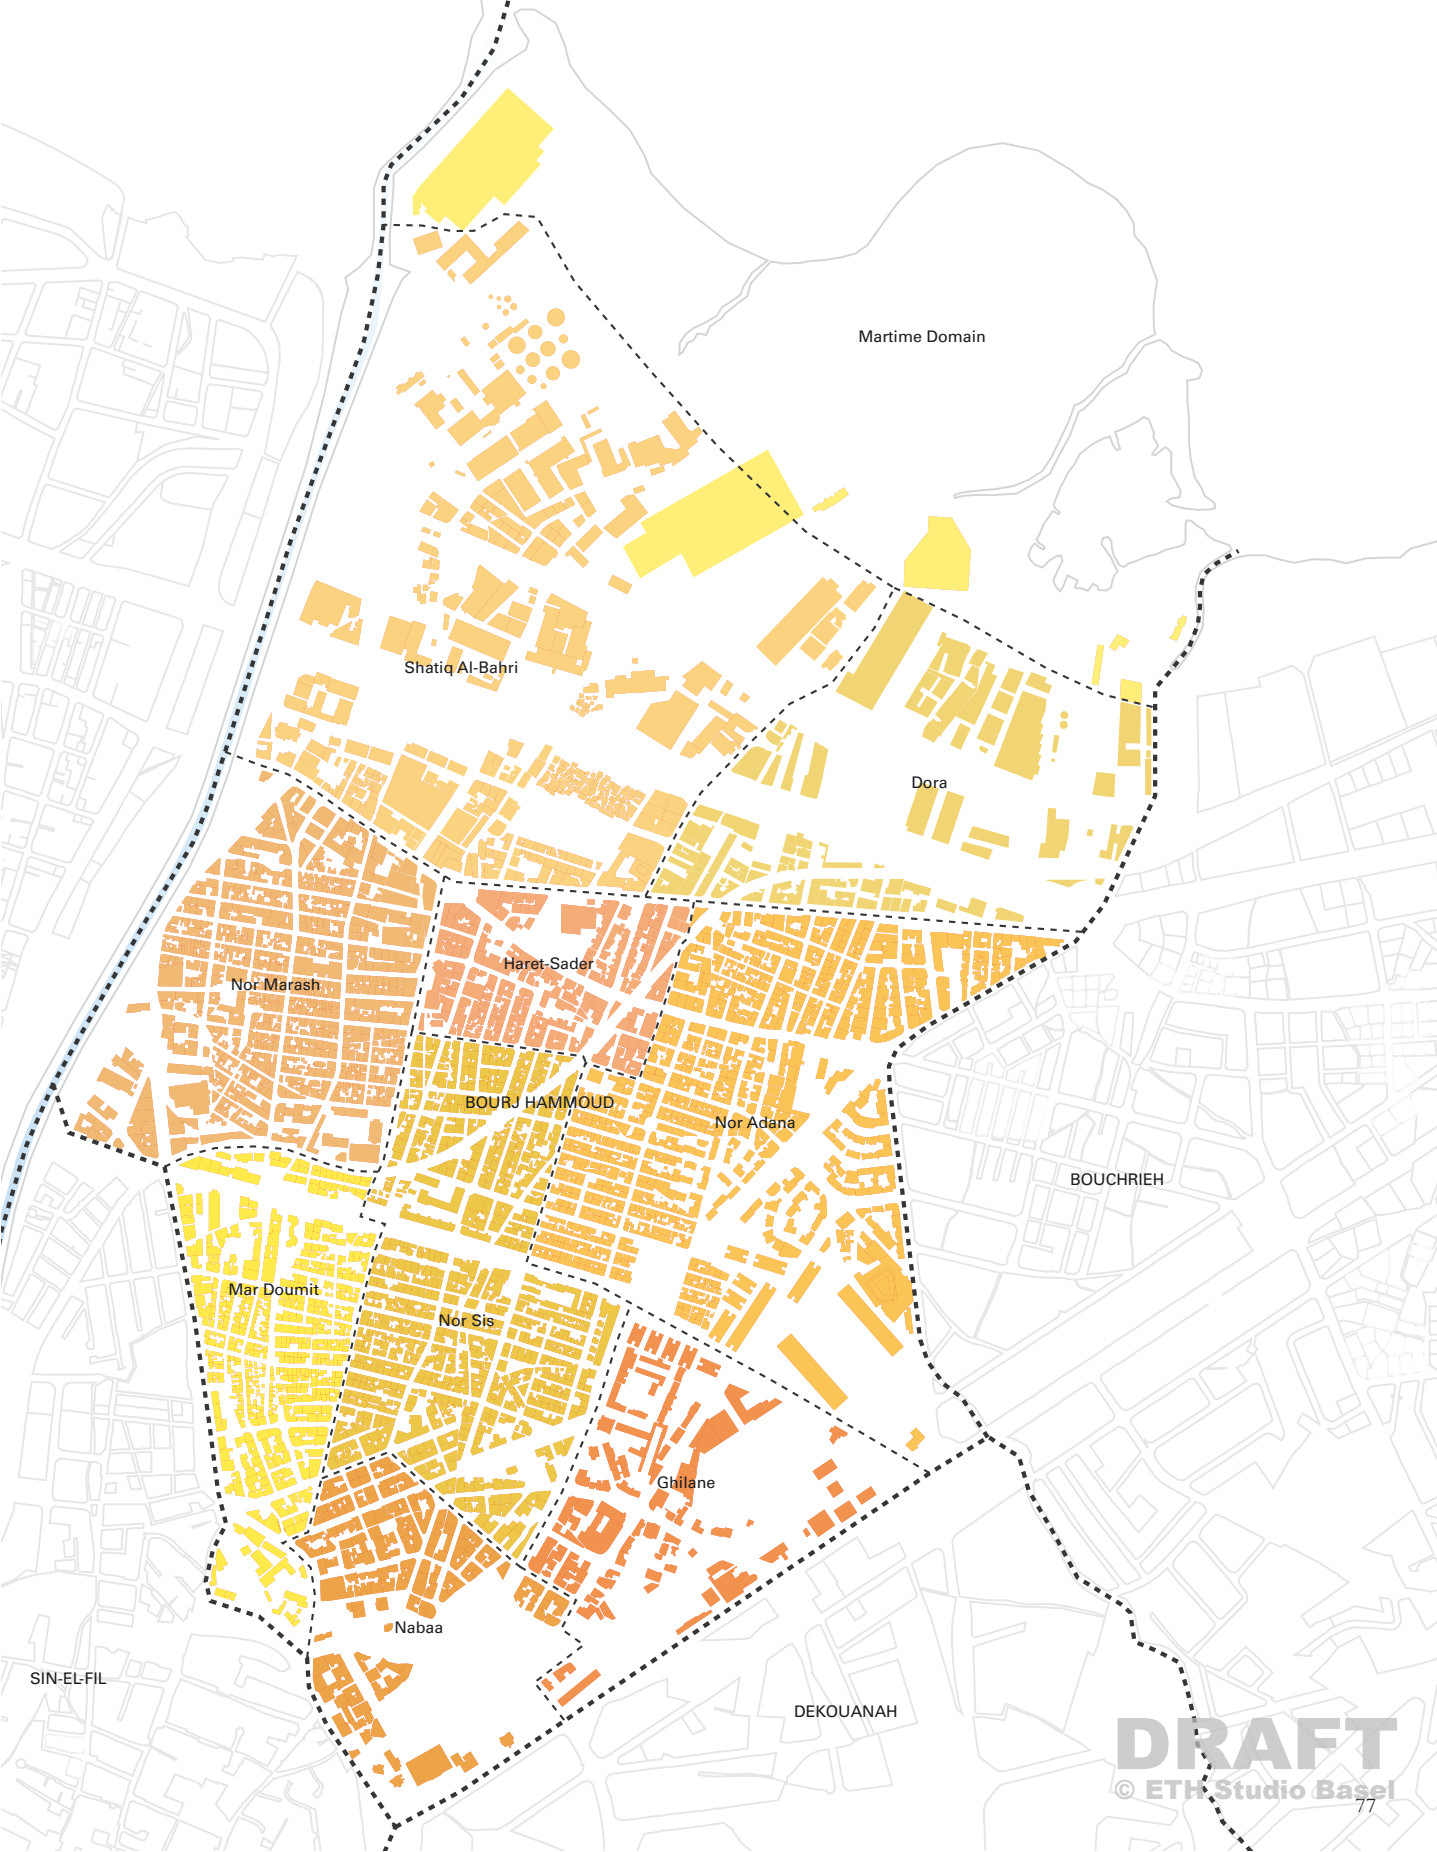 Martime Domain
Shatiq Al-Bahri
Dora
Haret-Sader
Nor Marash
BOURJ HAMMOUD
Nor Adana
BOUCHRIEH
Mar Doumit
Nor Sis
Ghilane
Nabaa
SIN-EL-FIL
DEKOUANAH
DRAFT
© ETH Studio Basel
77